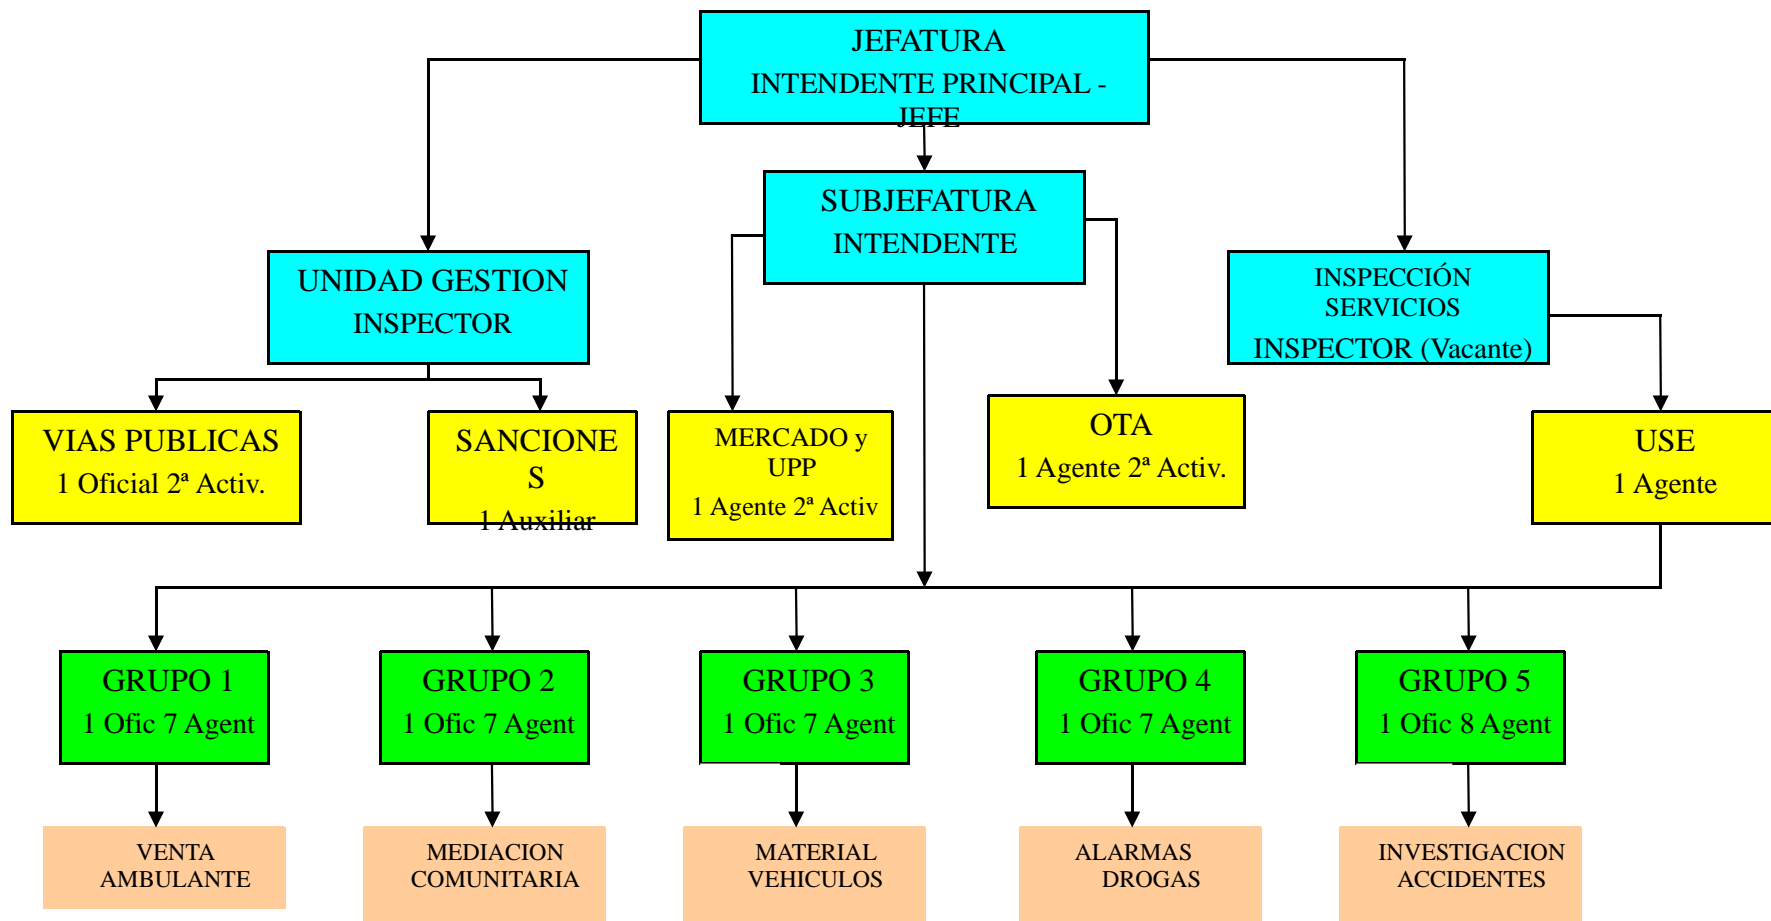 JEFATURA
INTENDENTE PRINCIPAL -
JEFE
SUBJEFATURA
INTENDENTE
UNIDAD GESTION
INSPECTOR
INSPECCIÓN
SERVICIOS
INSPECTOR (Vacante)
VIAS PUBLICAS
1 Oficial 2ª Activ.
SANCIONE
S
1 Auxiliar
MERCADO y
UPP
1 Agente 2ª Activ
OTA
1 Agente 2ª Activ.
USE
1 Agente
GRUPO 1
1 Ofic 7 Agent
GRUPO 2
1 Ofic 7 Agent
GRUPO 3
1 Ofic 7 Agent
GRUPO 4
1 Ofic 7 Agent
GRUPO 5
1 Ofic 8 Agent
VENTA
AMBULANTE
MEDIACION
COMUNITARIA
MATERIAL
VEHICULOS
ALARMAS
DROGAS
INVESTIGACION
ACCIDENTES